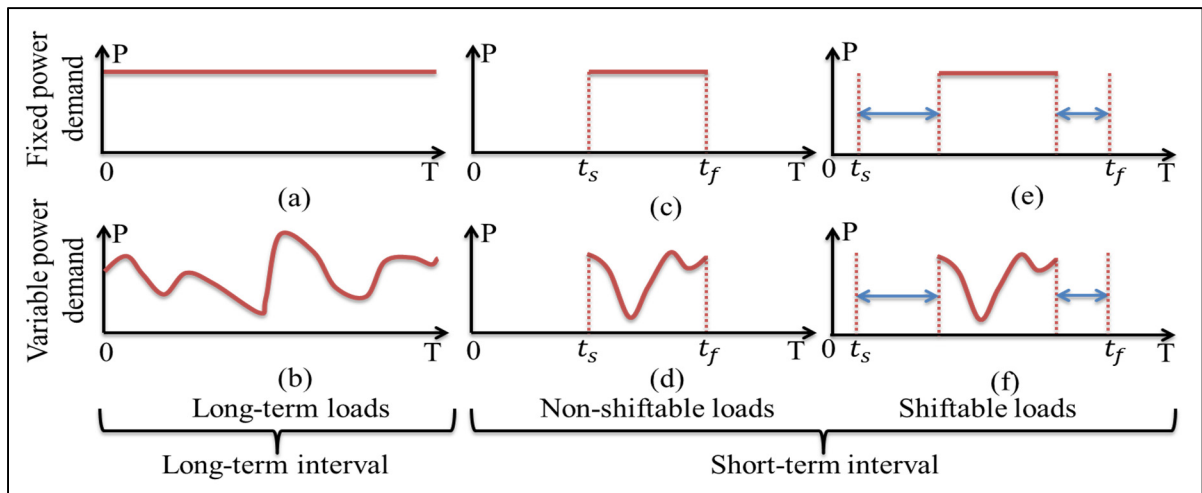 Fixed power
demand
P
0
T
(a)
P
0
t_s
t_f
T
(c)
P
0
t_s
t_f
T
(e)
Variable power
demand
P
0
T
(b)
P
0
t_s
t_f
T
(d)
P
0
t_s
t_f
T
(f)
Long-term loads
Non-shiftable loads
Shiftable loads
Long-term interval
Short-term interval